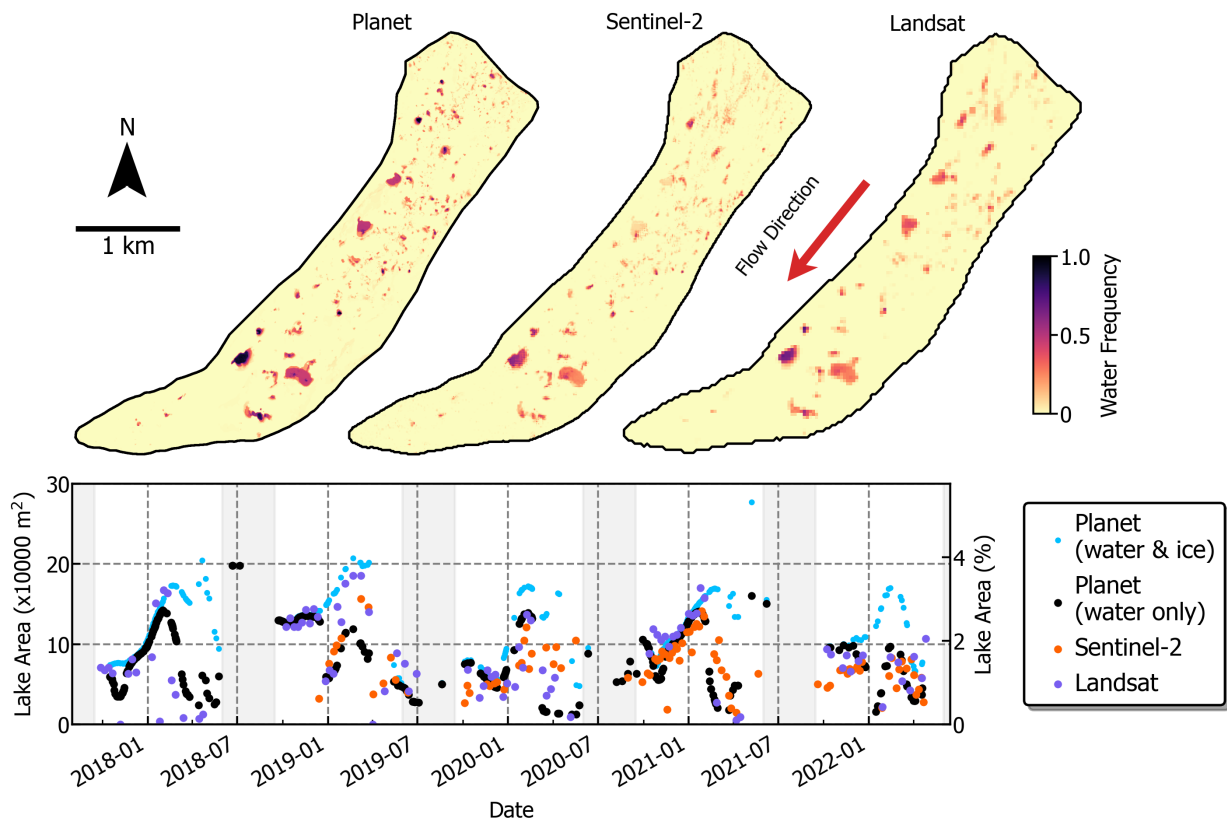 Planet
Sentinel-2
Landsat
N
1 km
Flow Direction
1.0
0.5
0
Water Frequency
30
20
10
0
Lake Area (x10000 m²)
4
2
0
Lake Area (%)
2018-01
2018-07
2019-01
2019-07
2020-01
2020-07
2021-01
2021-07
2022-01
Date
Planet
(water & ice)
Planet
(water only)
Sentinel-2
Landsat